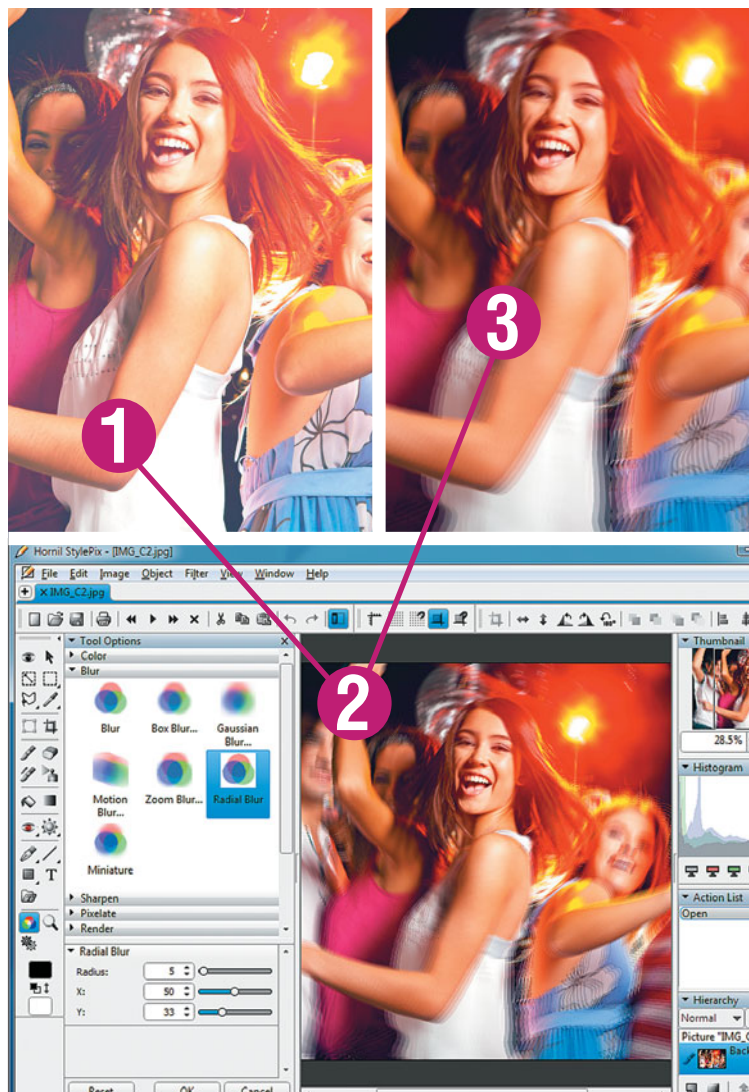 1
3
Hornil StylePix - [IMG_C2.jpg]
File Edit Image Object Filter View Window Help
IMG_C2.jpg
Tool Options
Color
Blur
Blur
Box Blur...
Gaussian
Blur...
Motion
Blur...
Zoom Blur...
Radial Blur
Miniature
Sharpen
Pixelate
Render
Radial Blur
Radius: 5
X: 50
Y: 33
Reset OK Cancel
2
Thumbnail
28.5%
Histogram
Action List
Open
Hierarchy
Normal
Picture "IMG_C
Back